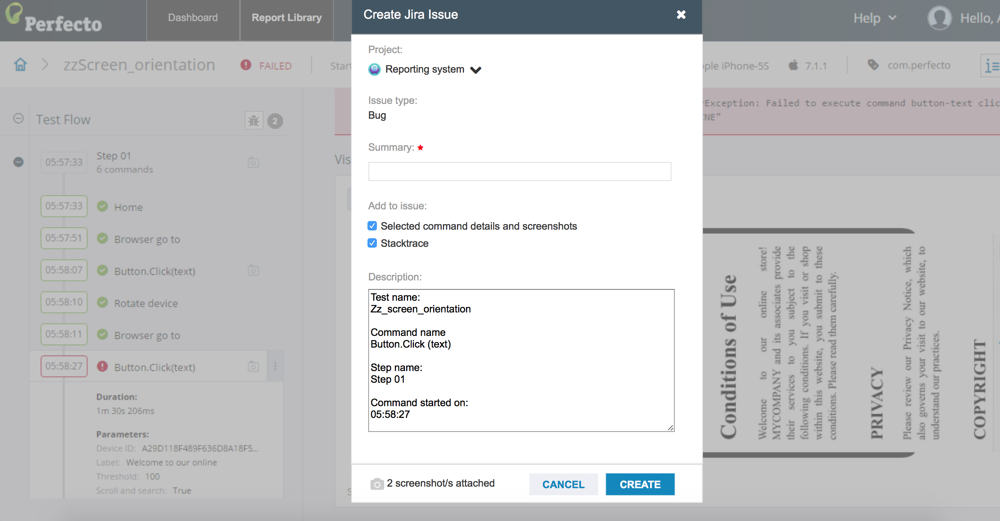 Perfecto
Dashboard
Report Library
Create Jira Issue
Help
Hello,
zzScreen_orientation
FAILED
iPhone-5S
7.1.1
com.perfecto
Test Flow
2
Step 01
05:57:33
6 commands
05:57:33 Home
05:57:51 Browser go to
05:58:07 Button.Click(text)
05:58:10 Rotate device
05:58:11 Browser go to
05:58:27 Button.Click(text)
Duration:
1m 30s 206ms
Parameters:
Device ID: A29D118F489F636D8A18F5...
Label: Welcome to our online
Threshold: 100
Scroll and search: True
Project:
Reporting system
Issue type:
Bug
Summary:
Add to issue:
Selected command details and screenshots
Stacktrace
Description:
Test name:
Zz_screen_orientation
Command name
Button.Click (text)
Step name:
Step 01
Command started on:
05:58:27
2 screenshot/s attached
CANCEL
CREATE
Exception: Failed to execute command button-text
Conditions of Use
Welcome to our online store!
MYCOMPANY and its associates provide
their services to you subject to the
following conditions. If you visit or shop
within this website, you submit to these
conditions. Please read them carefully.
PRIVACY
Please review our Privacy Notice, which
also governs your visit to our website, to
understand our practices.
COPYRIGHT